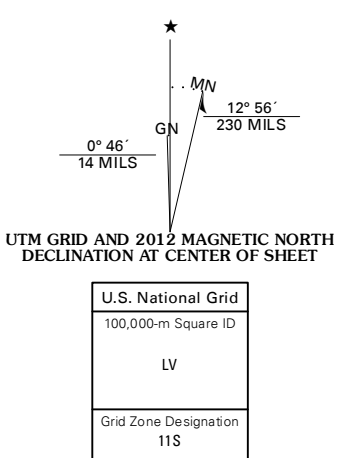 ★
MN
12° 56´
230 MILS
GN
0° 46´
14 MILS
UTM GRID AND 2012 MAGNETIC NORTH
DECLINATION AT CENTER OF SHEET
U.S. National Grid
100,000-m Square ID
LV
Grid Zone Designation
11S